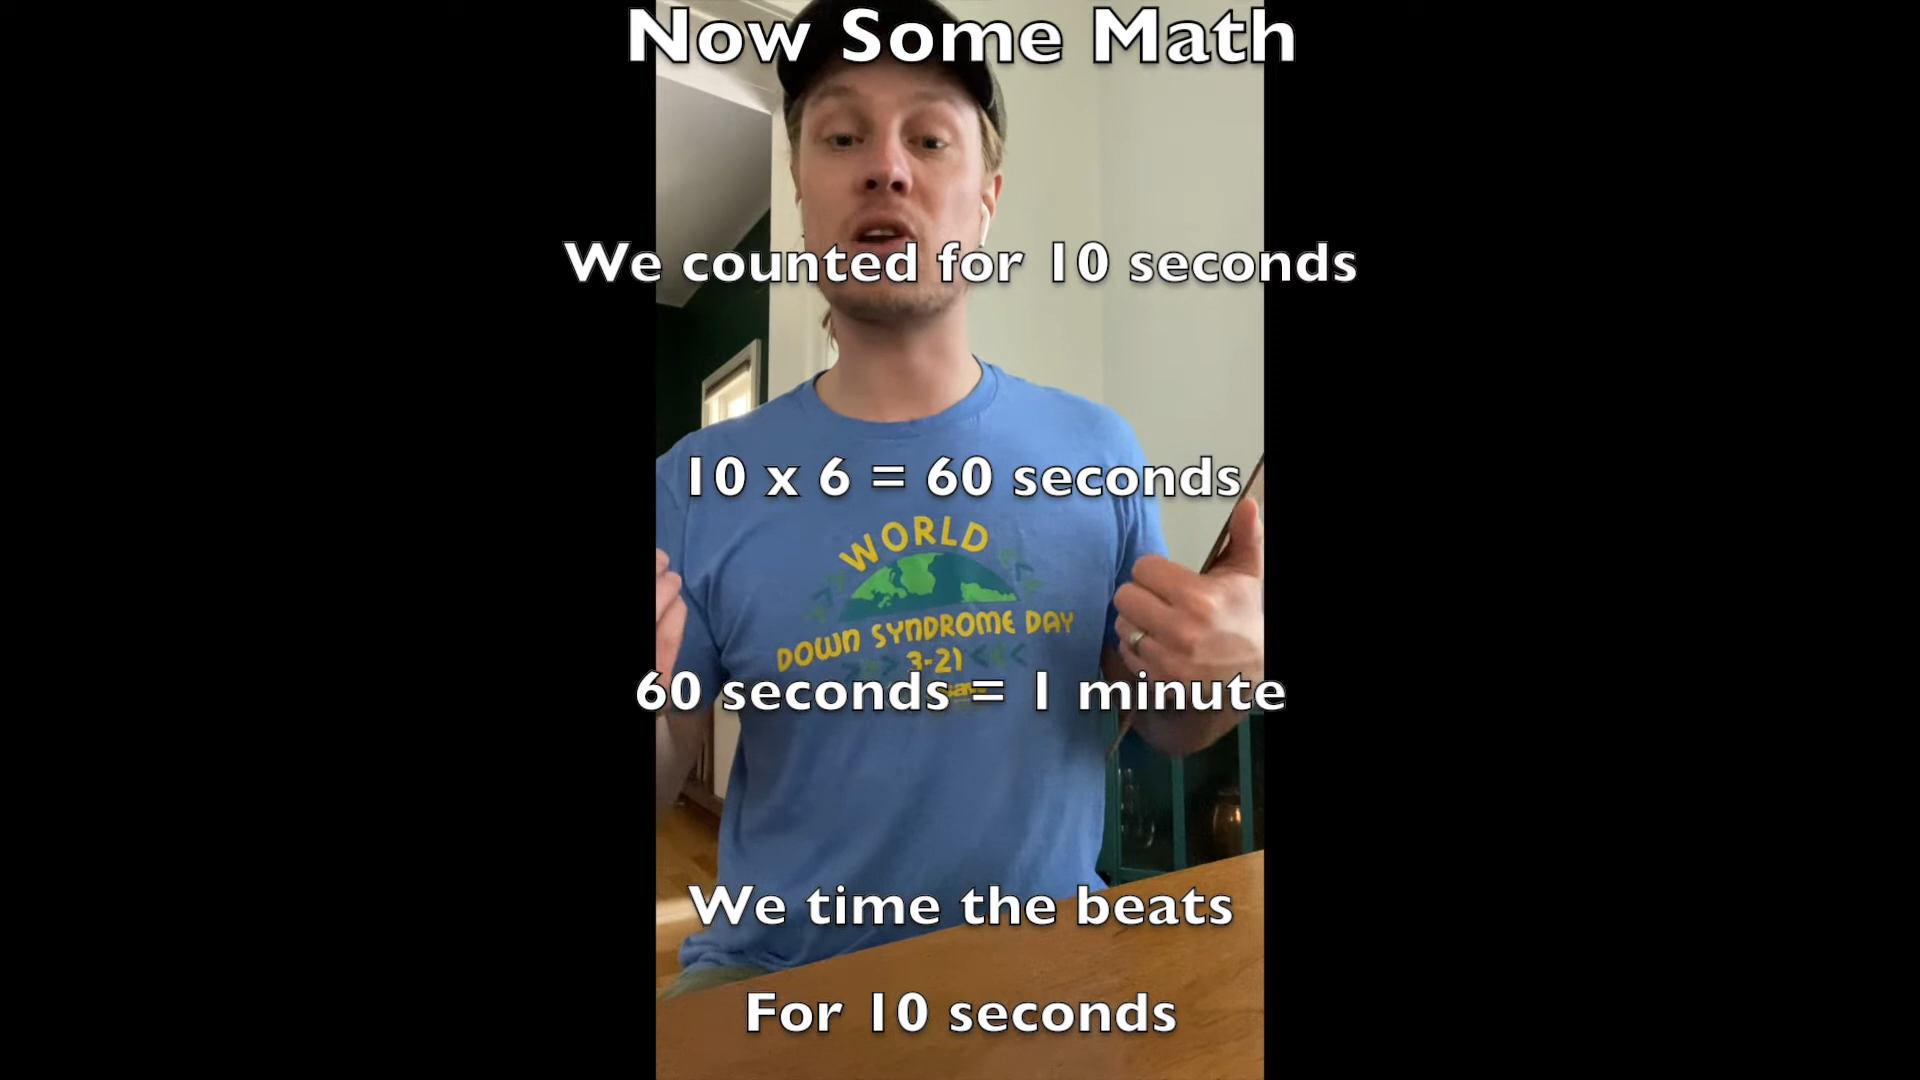 Now Some Math
We counted for 10 seconds
10 x 6 = 60 seconds
WORLD
DOWN SYNDROME DAY
3-21
60 seconds = 1 minute
We time the beats
For 10 seconds